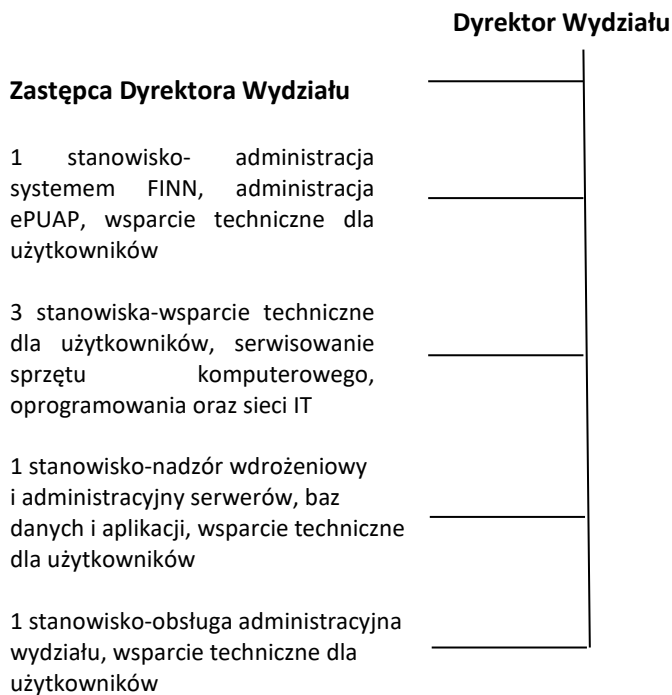 Dyrektor Wydziału
Zastępca Dyrektora Wydziału
1 stanowisko- administracja
systemem FINN, administracja
ePUAP, wsparcie techniczne dla
użytkowników
3 stanowiska-wsparcie techniczne
dla użytkowników, serwisowanie
sprzętu komputerowego,
oprogramowania oraz sieci IT
1 stanowisko-nadzór wdrożeniowy
i administracyjny serwerów, baz
danych i aplikacji, wsparcie techniczne
dla użytkowników
1 stanowisko-obsługa administracyjna
wydziału, wsparcie techniczne dla
użytkowników